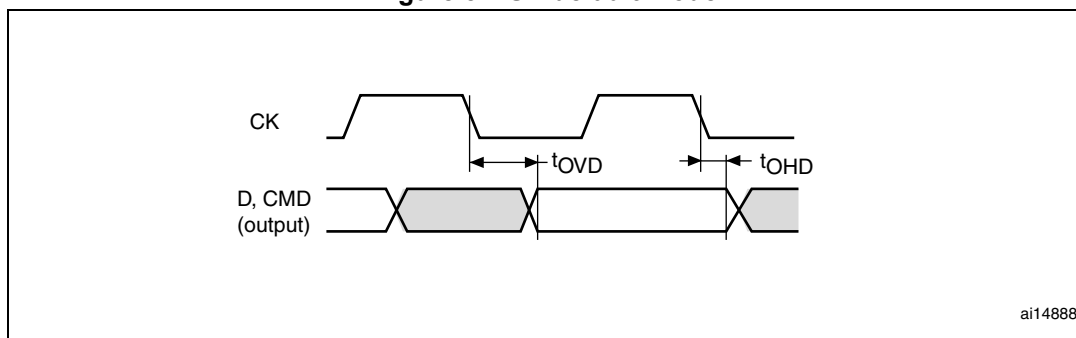 CK
tOVD
tOHD
D, CMD
(output)
ai14888